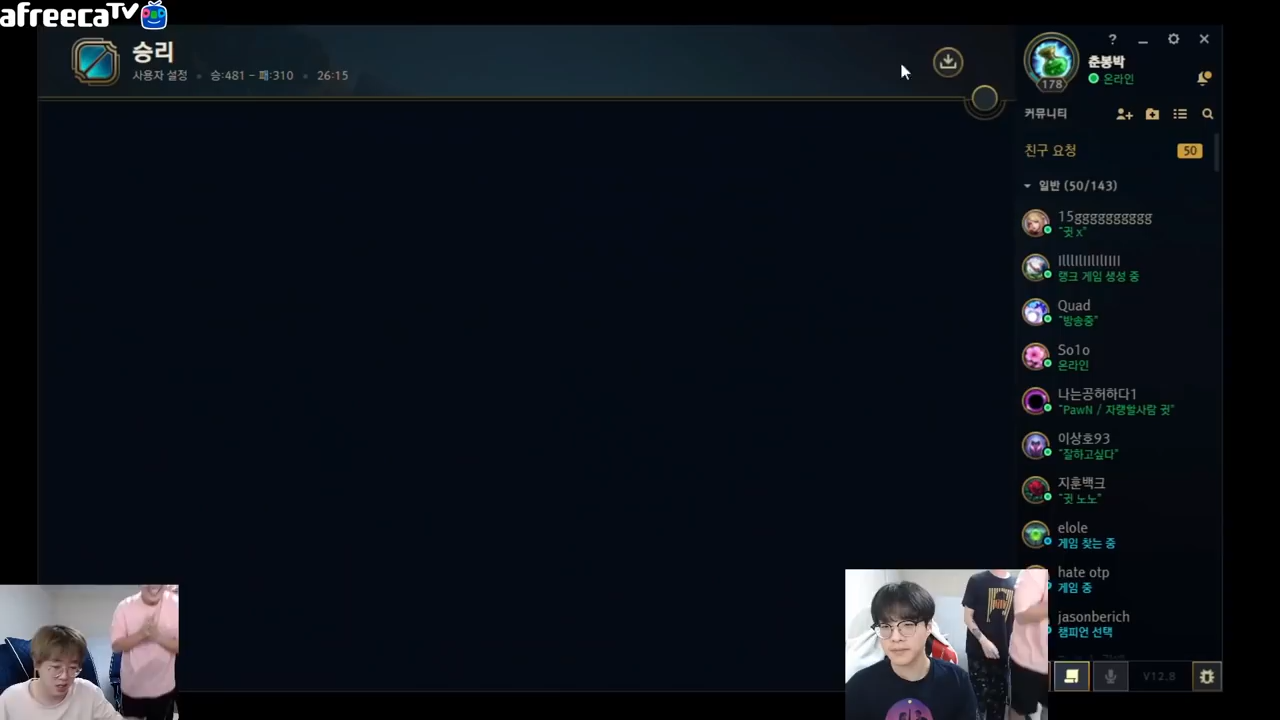 afreecaTV
승리
사용자 설정 • 승:481 - 패:310 • 26:15
178
춘봉박
온라인
커뮤니티
친구 요청
50
일반 (50/143)
15gggggggggg
"귓 x"
랭크 게임 생성 중
Quad
"방송중"
So1o
온라인
나는공허하다1
"PawN / 자랭할사람 귓"
이상호93
"잘하고싶다"
지훈백크
"귓 노노"
elole
게임 찾는 중
hate otp
게임 중
jasonberich
챔피언 선택
V12.8